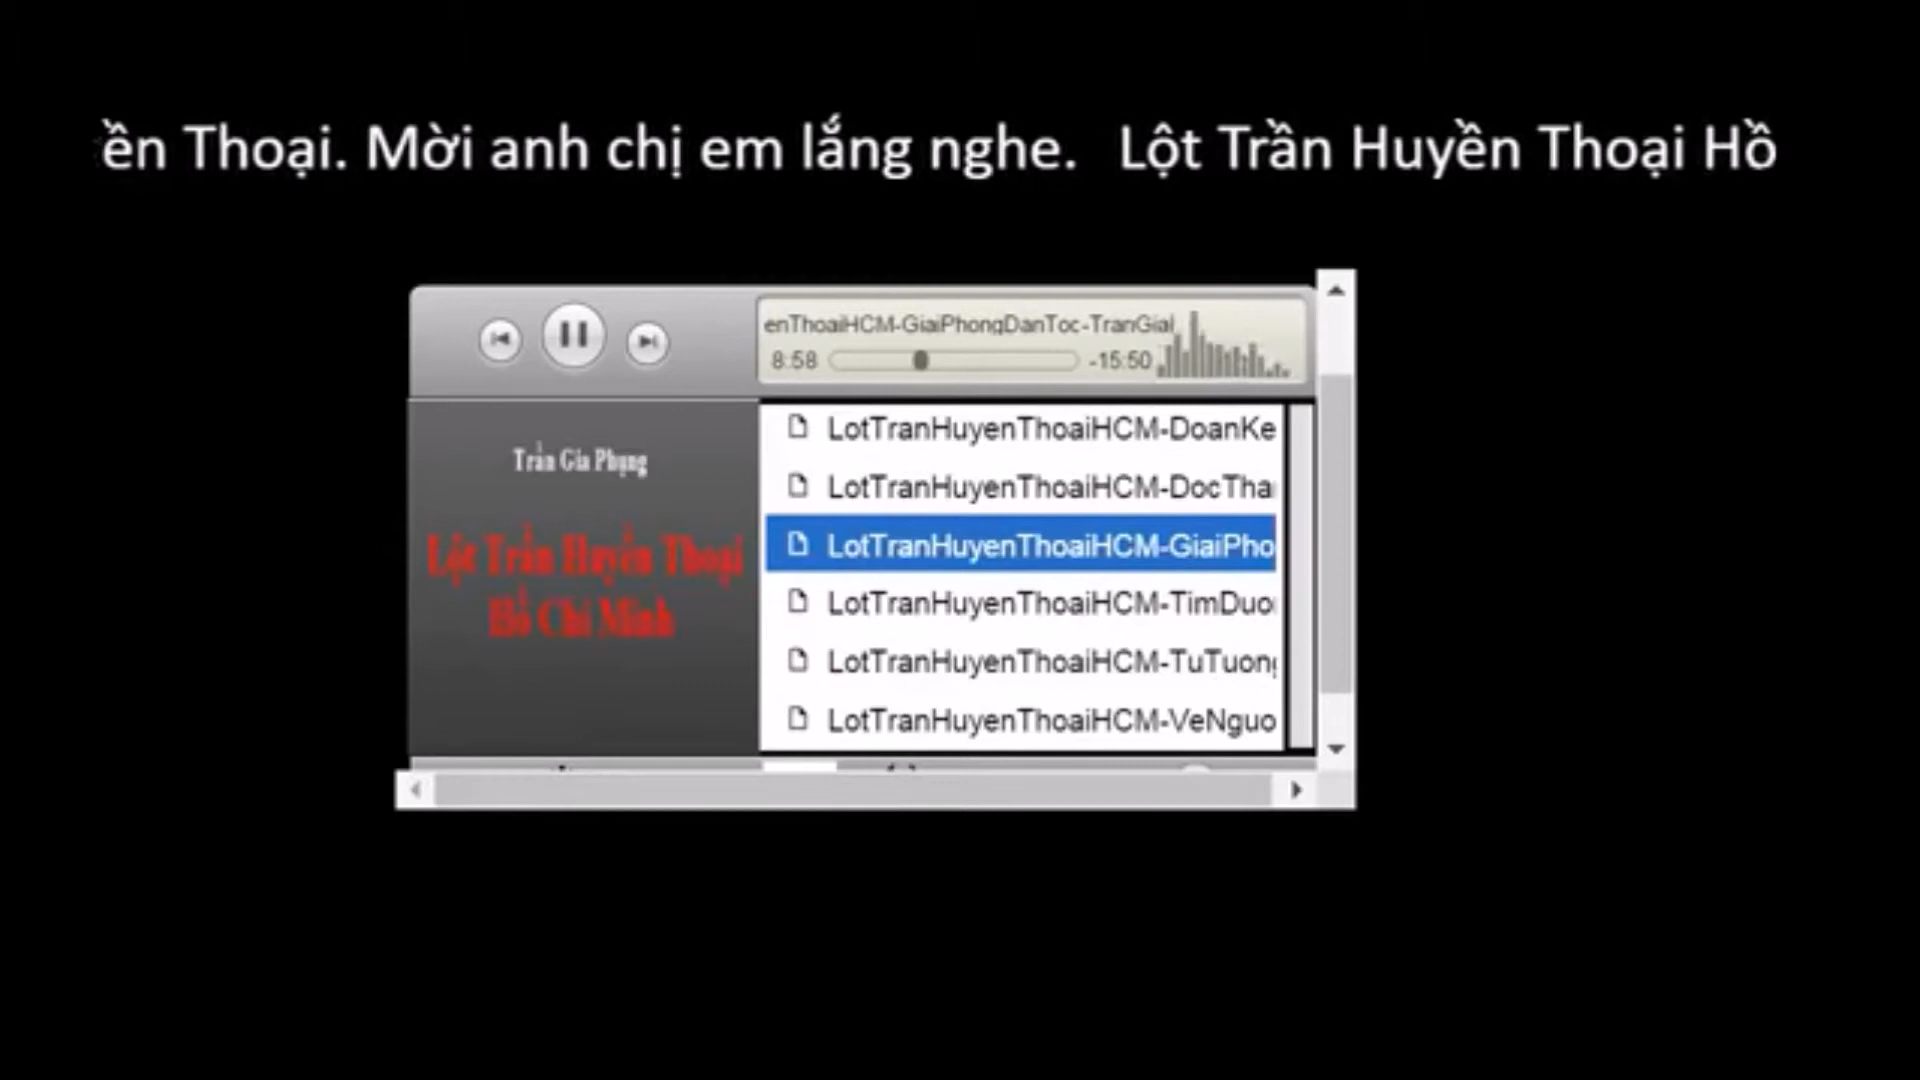 ền Thoại. Mời anh chị em lắng nghe. Lột Trần Huyền Thoại Hồ
enThoaiHCM-GiaiPhongDanToc-TranGiaI
8:58 -15:50
Trần Gia Phụng
Lột Trần Huyền Thoại
Hồ Chí Minh
LotTranHuyenThoaiHCM-DoanKe
LotTranHuyenThoaiHCM-DocTha
LotTranHuyenThoaiHCM-GiaiPho
LotTranHuyenThoaiHCM-TimDuo
LotTranHuyenThoaiHCM-TuTuong
LotTranHuyenThoaiHCM-VeNguo